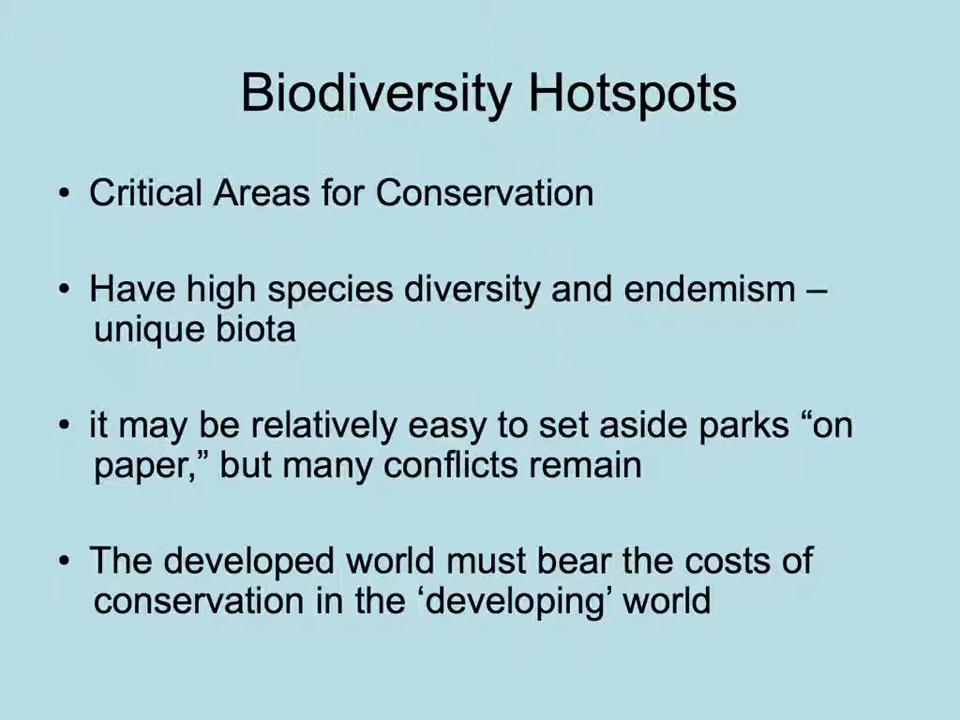 Biodiversity Hotspots
• Critical Areas for Conservation
• Have high species diversity and endemism –
unique biota
• it may be relatively easy to set aside parks “on
paper,” but many conflicts remain
• The developed world must bear the costs of
conservation in the ‘developing’ world